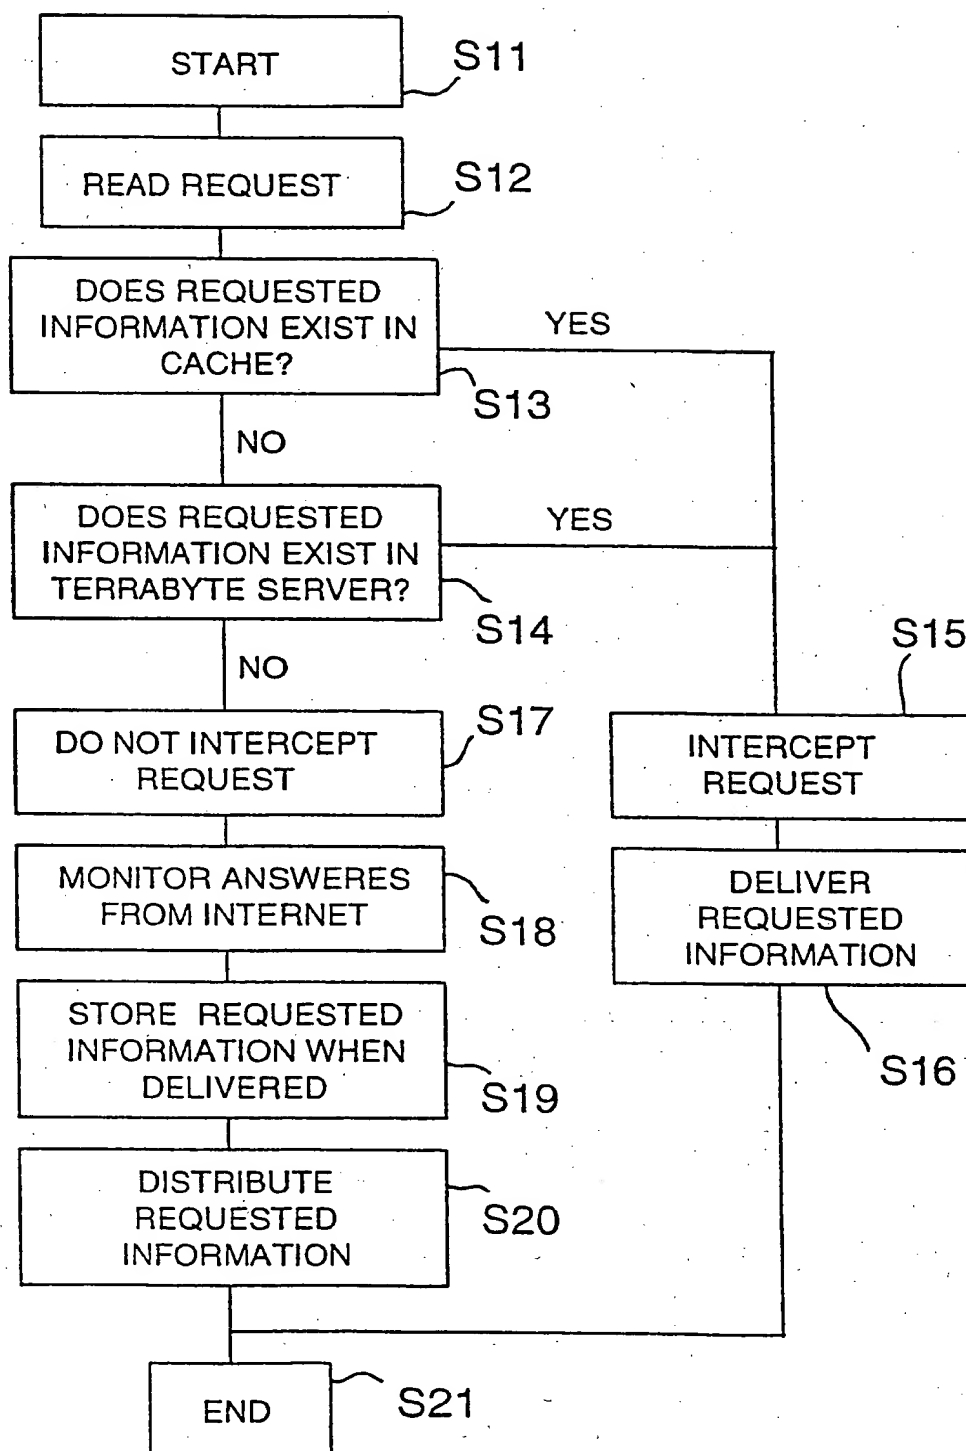 START
S11
READ REQUEST
S12
DOES REQUESTED
INFORMATION EXIST IN
CACHE?
YES
S13
NO
DOES REQUESTED
INFORMATION EXIST IN
TERRABYTE SERVER?
YES
S14
NO
S15
S17
DO NOT INTERCEPT
REQUEST
INTERCEPT
REQUEST
MONITOR ANSWERES
FROM INTERNET
S18
DELIVER
REQUESTED
INFORMATION
S16
STORE REQUESTED
INFORMATION WHEN
DELIVERED
S19
DISTRIBUTE
REQUESTED
INFORMATION
S20
END
S21